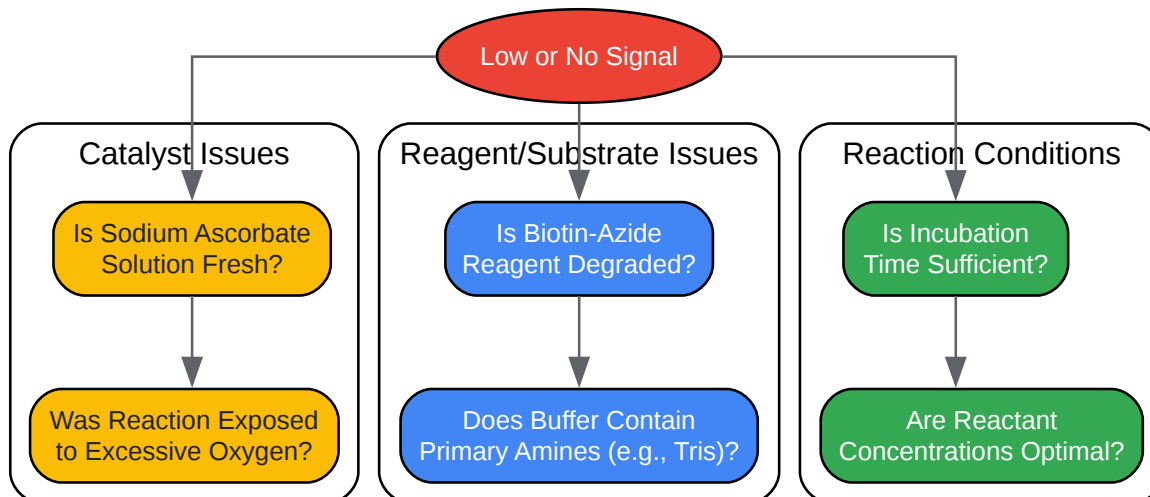 Low or No Signal
Catalyst Issues
Is Sodium Ascorbate
Solution Fresh?
Was Reaction Exposed
to Excessive Oxygen?
Reagent/Substrate Issues
Is Biotin-Azide
Reagent Degraded?
Does Buffer Contain
Primary Amines (e.g., Tris)?
Reaction Conditions
Is Incubation
Time Sufficient?
Are Reactant
Concentrations Optimal?